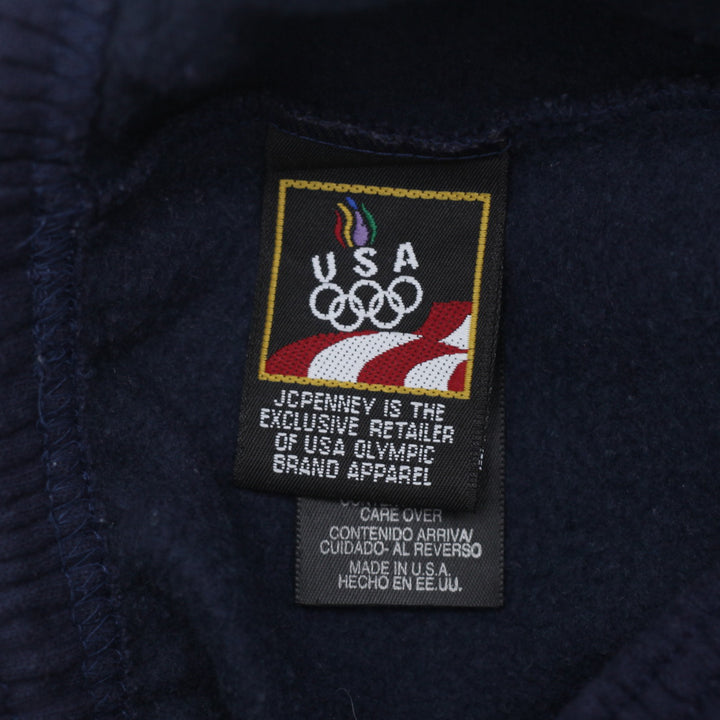 USA
JCPENNEY IS THE
EXCLUSIVE RETAILER
OF USA OLYMPIC
BRAND APPAREL
CARE OVER
CONTENIDO ARRIVA/
CUIDADO- AL REVERSO
MADE IN U.S.A.
HECHO EN EE.UU.